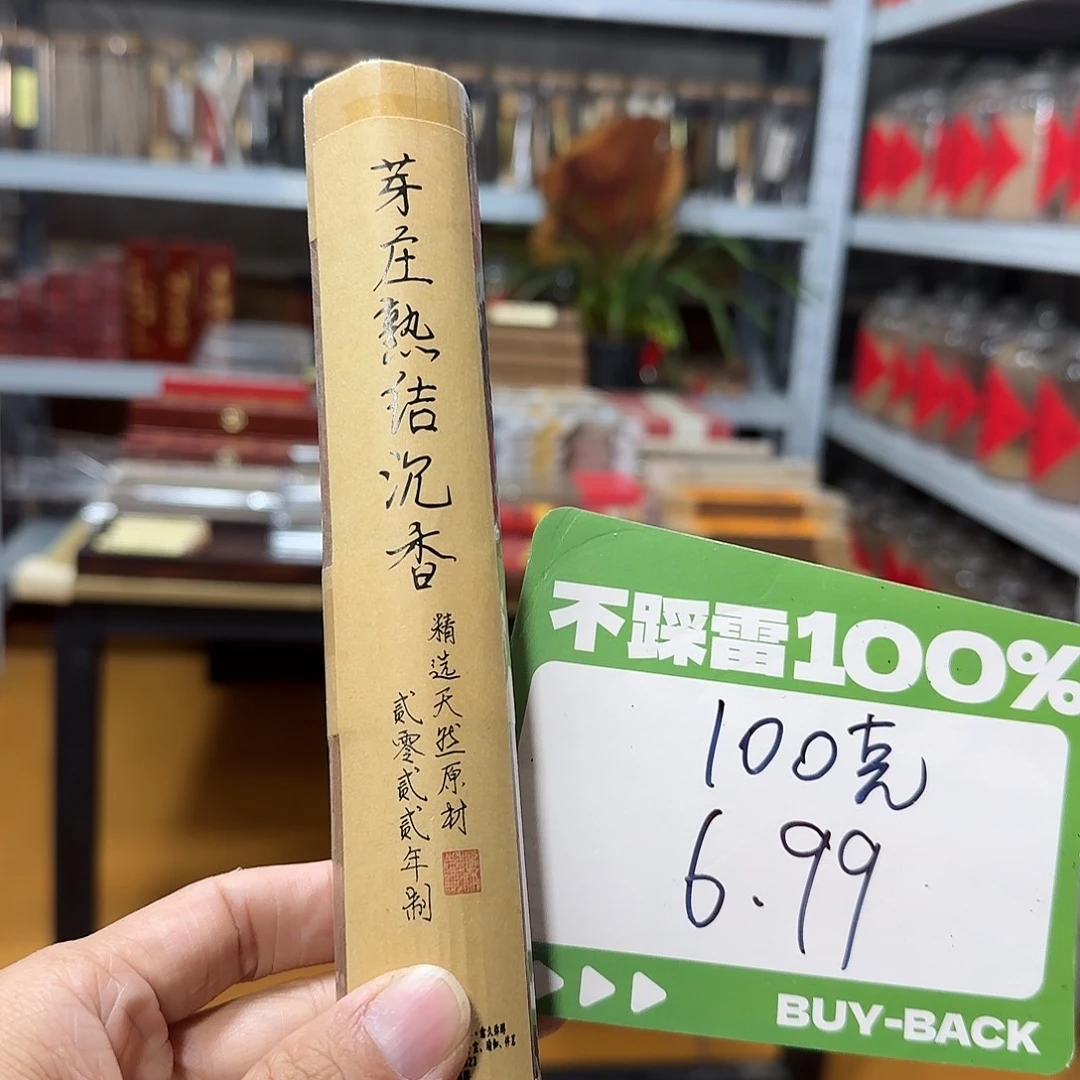 芽庄熟结沉香
精选天然原材
贰零贰贰年制
不踩雷100%
100克
6.99
BUY-BACK